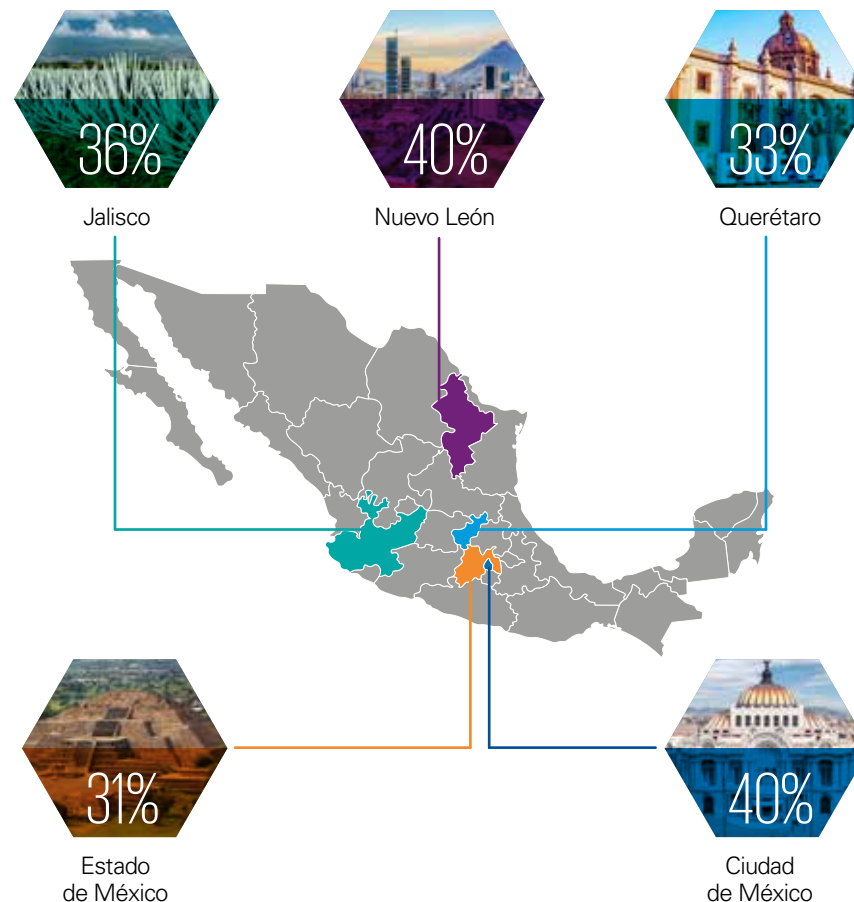 36%
Jalisco
40%
Nuevo León
33%
Querétaro
31%
Estado
de México
40%
Ciudad
de México